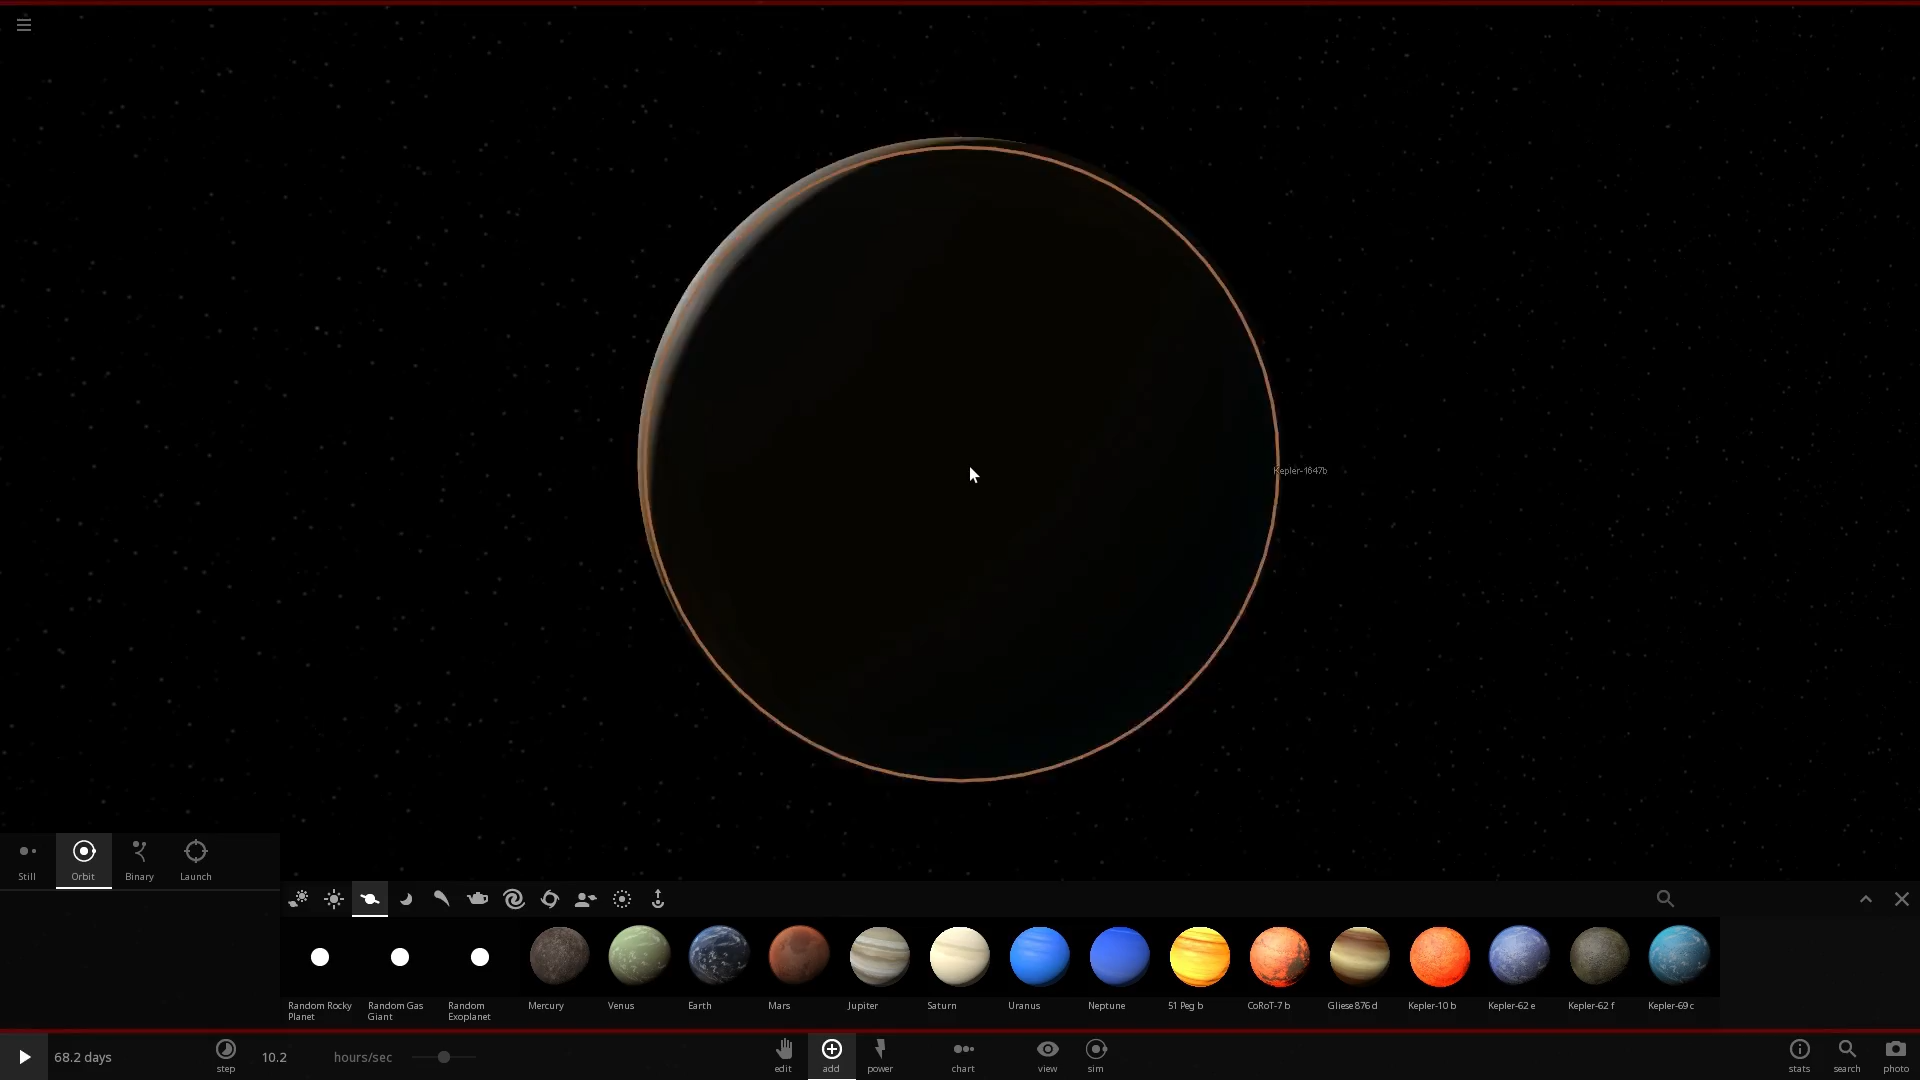 Kepler-1647b
Still
Orbit
Binary
Launch
Random Rocky
Planet
Random Gas
Giant
Random
Exoplanet
Mercury
Venus
Earth
Mars
Jupiter
Saturn
Uranus
Neptune
51 Peg b
CoRoT-7 b
Gliese 876 d
Kepler-10 b
Kepler-62 e
Kepler-62 f
Kepler-69 c
68.2 days
step
10.2
hours/sec
edit
add
power
chart
view
sim
stats
search
photo